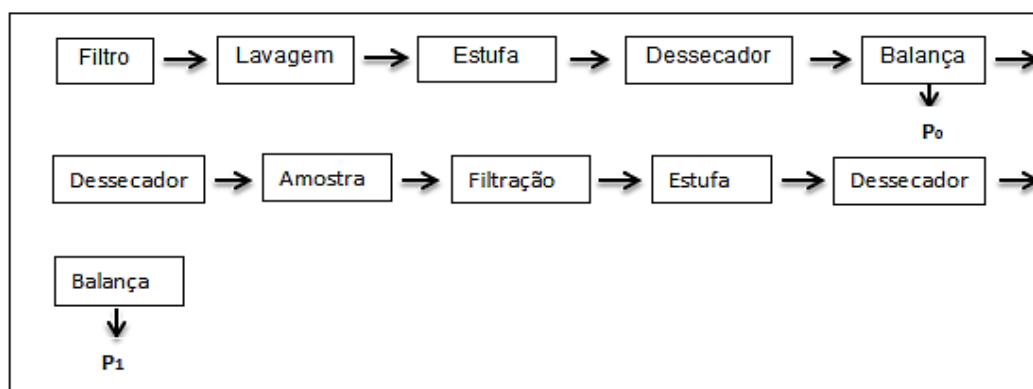 Filtro Lavagem Estufa Dessecador Balança
P₀
Dessecador Amostra Filtração Estufa Dessecador
Balança
P₁